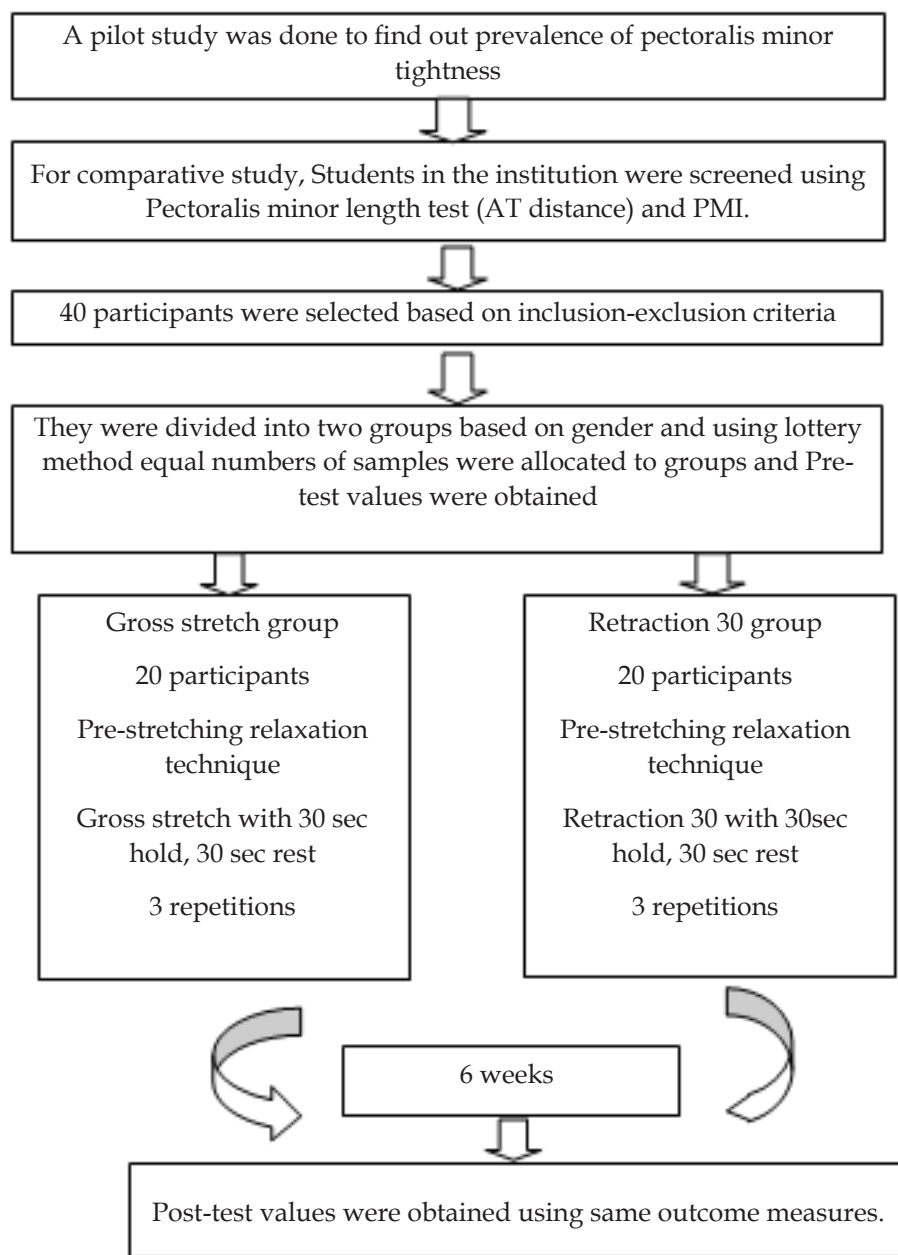 A pilot study was done to find out prevalence of pectoralis minor
tightness
For comparative study, Students in the institution were screened using
Pectoralis minor length test (AT distance) and PMI.
40 participants were selected based on inclusion-exclusion criteria
They were divided into two groups based on gender and using lottery
method equal numbers of samples were allocated to groups and Pre-
test values were obtained
Gross stretch group
20 participants
Pre-stretching relaxation
technique
Gross stretch with 30 sec
hold, 30 sec rest
3 repetitions
Retraction 30 group
20 participants
Pre-stretching relaxation
technique
Retraction 30 with 30sec
hold, 30 sec rest
3 repetitions
6 weeks
Post-test values were obtained using same outcome measures.